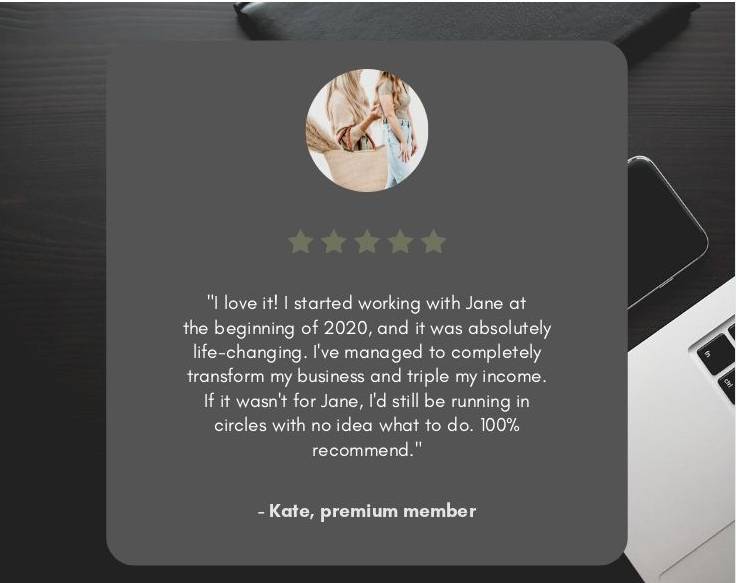 "I love it! I started working with Jane at
the beginning of 2020, and it was absolutely
life-changing. I've managed to completely
transform my business and triple my income.
If it wasn't for Jane, I'd still be running in
circles with no idea what to do. 100%
recommend."
- Kate, premium member
fn
ctrl